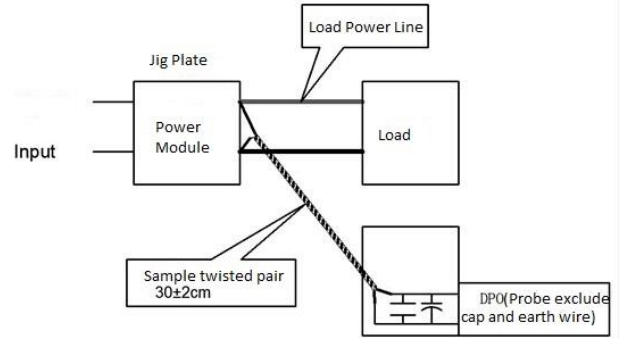 Load Power Line
Jig Plate
Power
Module
Load
Input
Sample twisted pair
30±2cm
DPO(Probe exclude
cap and earth wire)